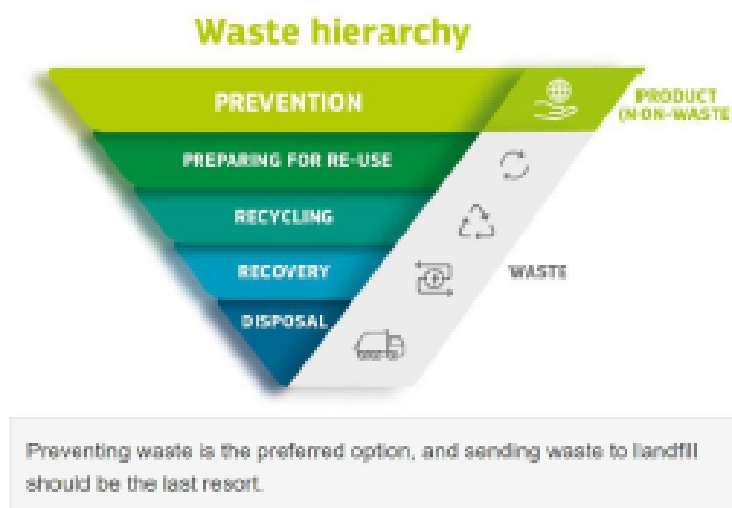 Waste hierarchy
PREVENTION
PRODUCT
(NON-WASTE
PREPARING FOR RE-USE
RECYCLING
RECOVERY
WASTE
DISPOSAL
Preventing waste is the preferred option, and sending waste to landfill
should be the last resort.